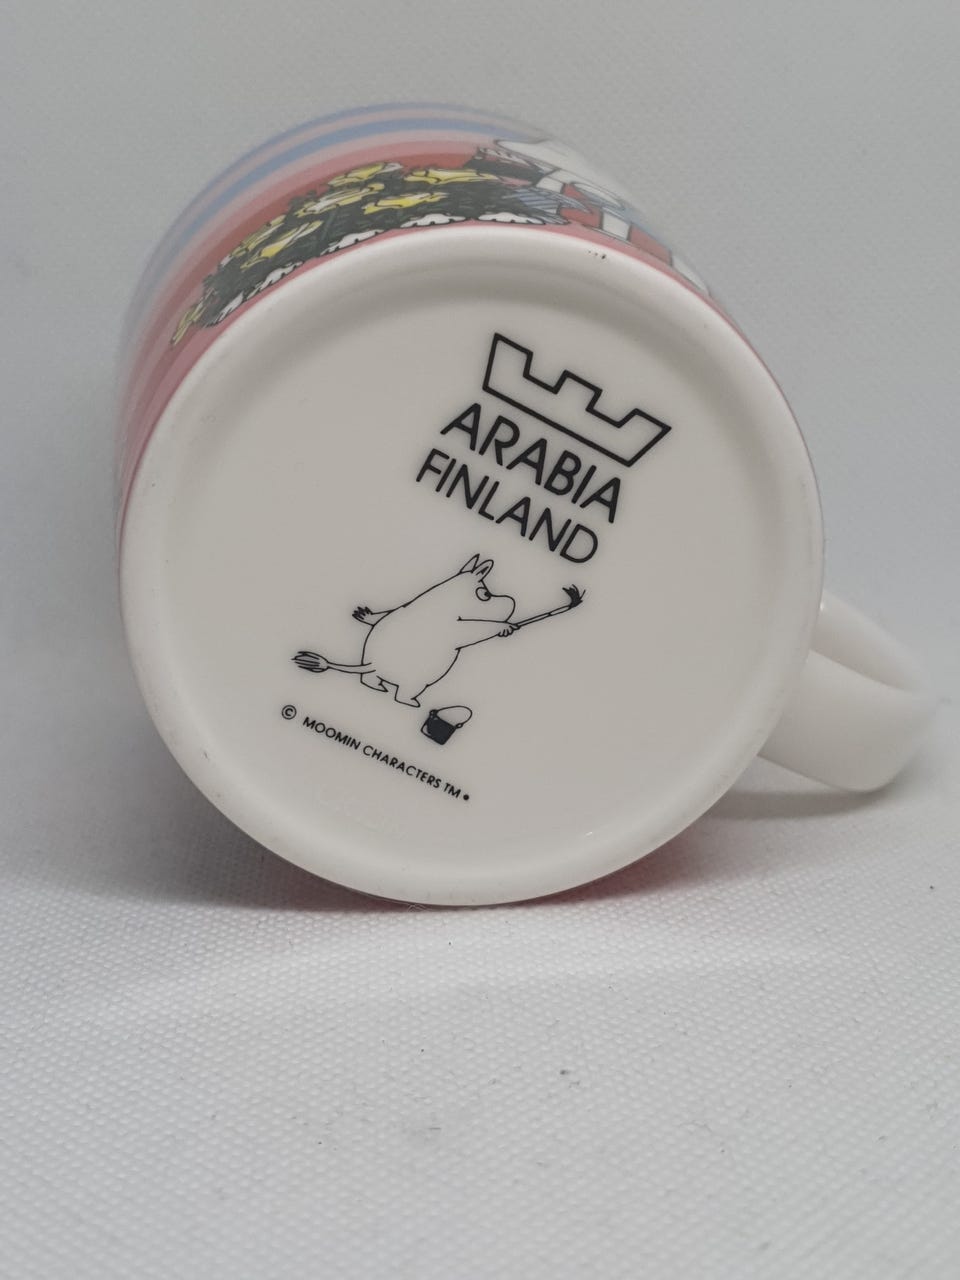 ARABIA
FINLAND
© MOOMIN CHARACTERS TM •